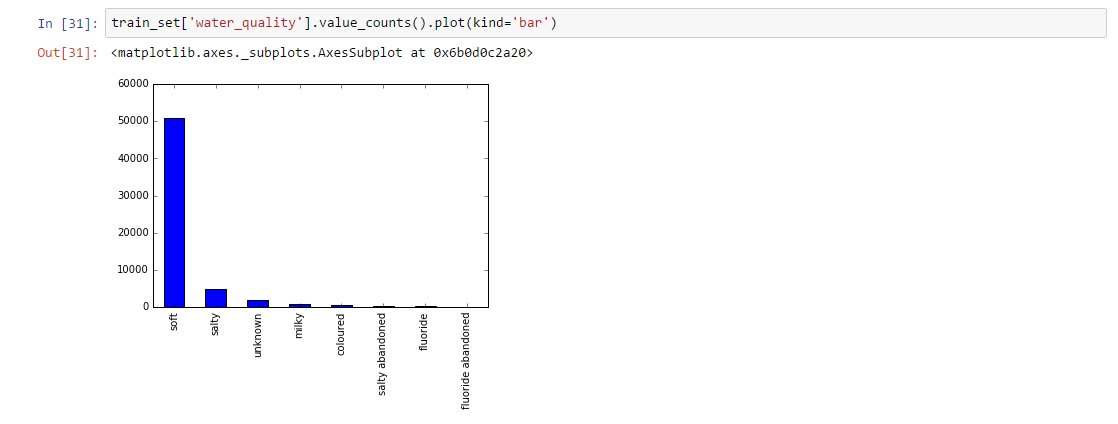 In [31]: train_set['water_quality'].value_counts().plot(kind='bar')
Out[31]: <matplotlib.axes._subplots.AxesSubplot at 0x6b0d0c2a20>
60000
50000
40000
30000
20000
10000
0
soft
salty
unknown
milky
coloured
salty abandoned
fluoride
fluoride abandoned